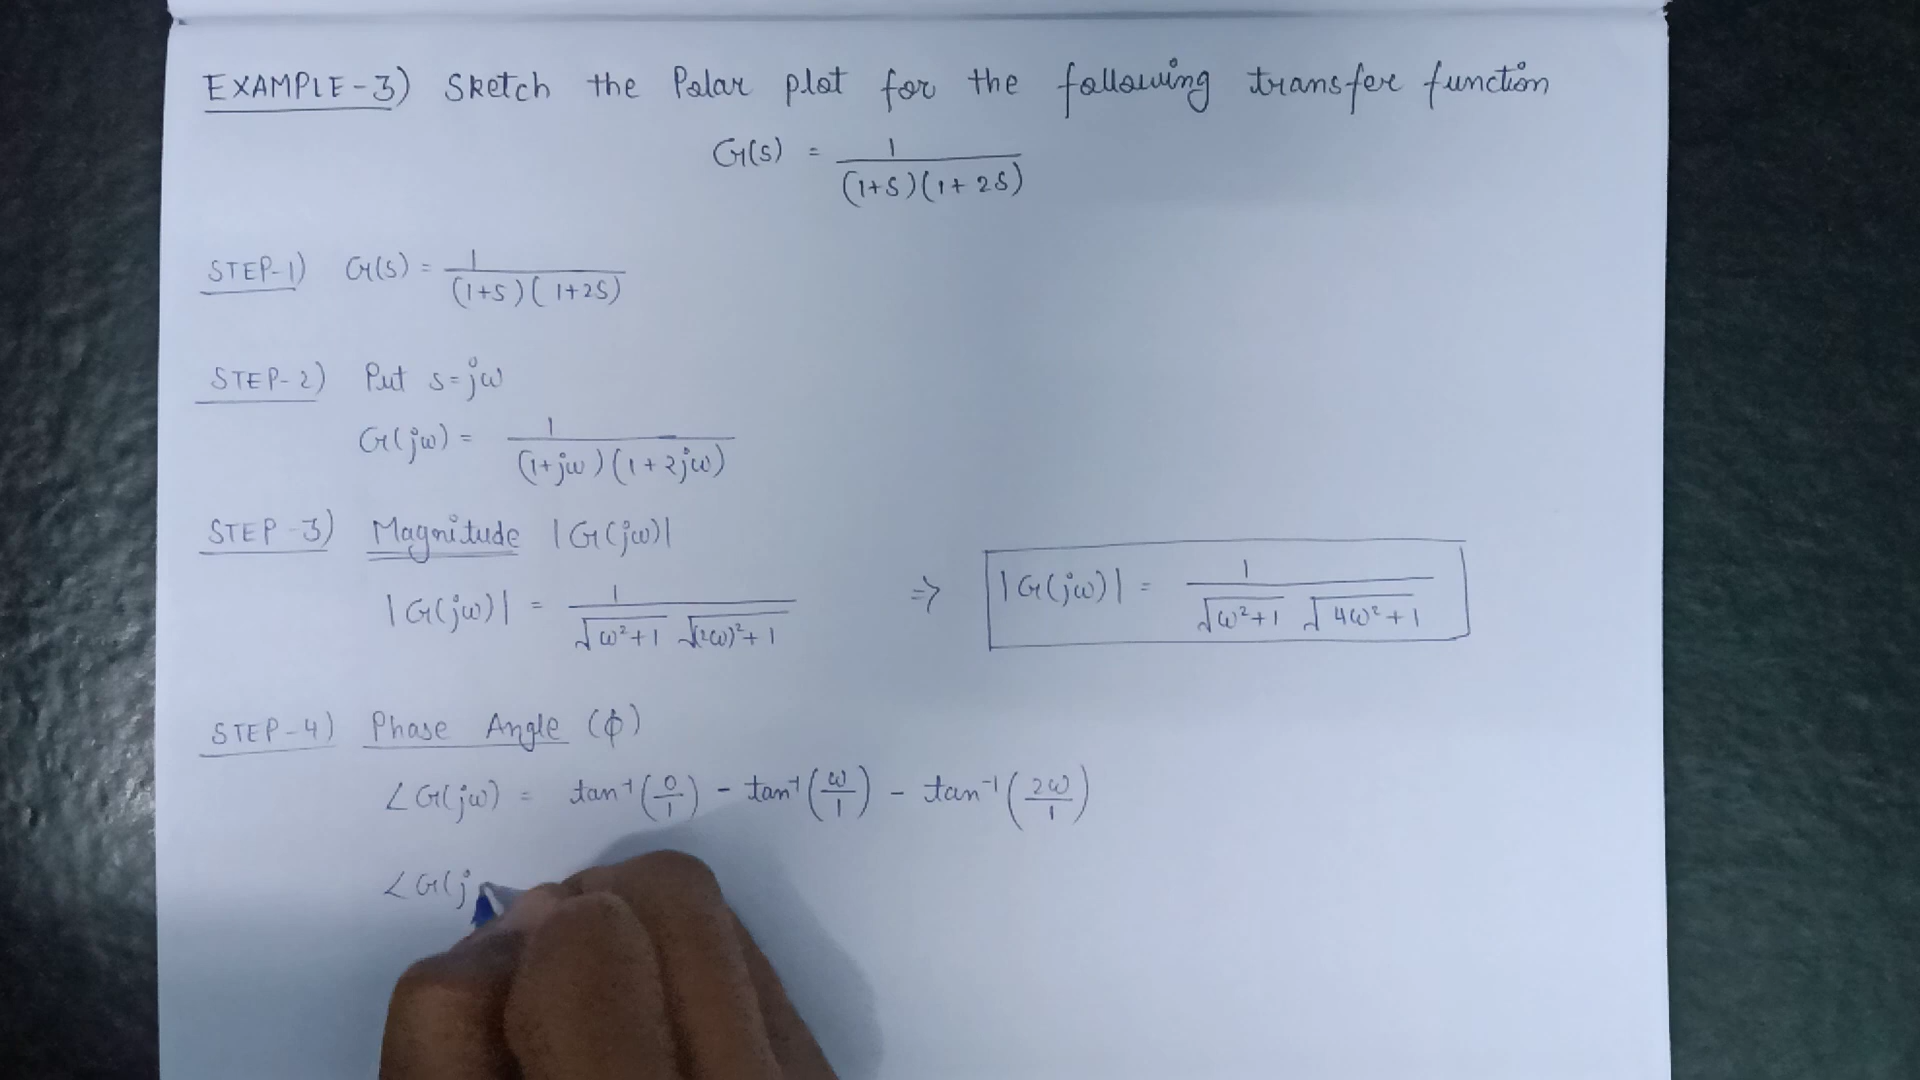 EXAMPLE-3) Sketch the Polar plot for the following transfer function
G(s) = 1/((1+S)(1+2S))
STEP-1) G(s) = 1/((1+S)(1+2S))
STEP-2) Put s=jω
G(jω) = 1/((1+jω)(1+2jω))
STEP-3) Magnitude |G(jω)|
|G(jω)| = 1/(√(ω²+1) √((2ω)²+1)) ⇒ |G(jω)| = 1/(√(ω²+1) √(4ω²+1))
STEP-4) Phase Angle (ϕ)
∠G(jω) = tan⁻¹(0/1) - tan⁻¹(ω/1) - tan⁻¹(2ω/1)
∠G(j